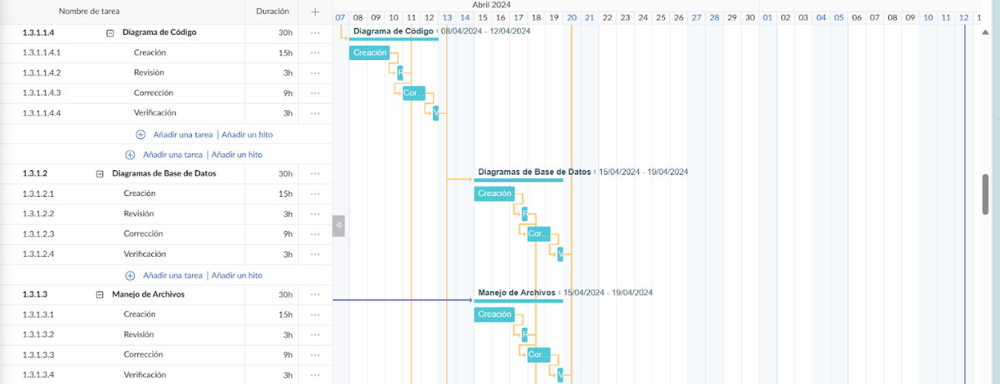 Abril 2024
Nombre de tarea Duración 07 08 09 10 11 12 13 14 15 16 17 18 19 20 21 22 23 24 25 26 27 28 29 30 01 02 03 04 05 06 07 08 09 10 11 12 1
1.3.1.1.4 Diagrama de Código 30h ... Diagrama de Código 08/04/2024 - 12/04/2024
1.3.1.1.4.1 Creación 15h ... Creación
1.3.1.1.4.2 Revisión 3h ... R
1.3.1.1.4.3 Corrección 9h ... Cor...
1.3.1.1.4.4 Verificación 3h ... V
Añadir una tarea | Añadir un hito
Añadir una tarea | Añadir un hito
1.3.1.2 Diagramas de Base de Datos 30h ... Diagramas de Base de Datos 15/04/2024 - 19/04/2024
1.3.1.2.1 Creación 15h ... Creación
1.3.1.2.2 Revisión 3h ... R
1.3.1.2.3 Corrección 9h ... Cor...
1.3.1.2.4 Verificación 3h ... V
Añadir una tarea | Añadir un hito
1.3.1.3 Manejo de Archivos 30h ... Manejo de Archivos 15/04/2024 - 19/04/2024
1.3.1.3.1 Creación 15h ... Creación
1.3.1.3.2 Revisión 3h ... R
1.3.1.3.3 Corrección 9h ... Cor...
1.3.1.3.4 Verificación 3h ... V